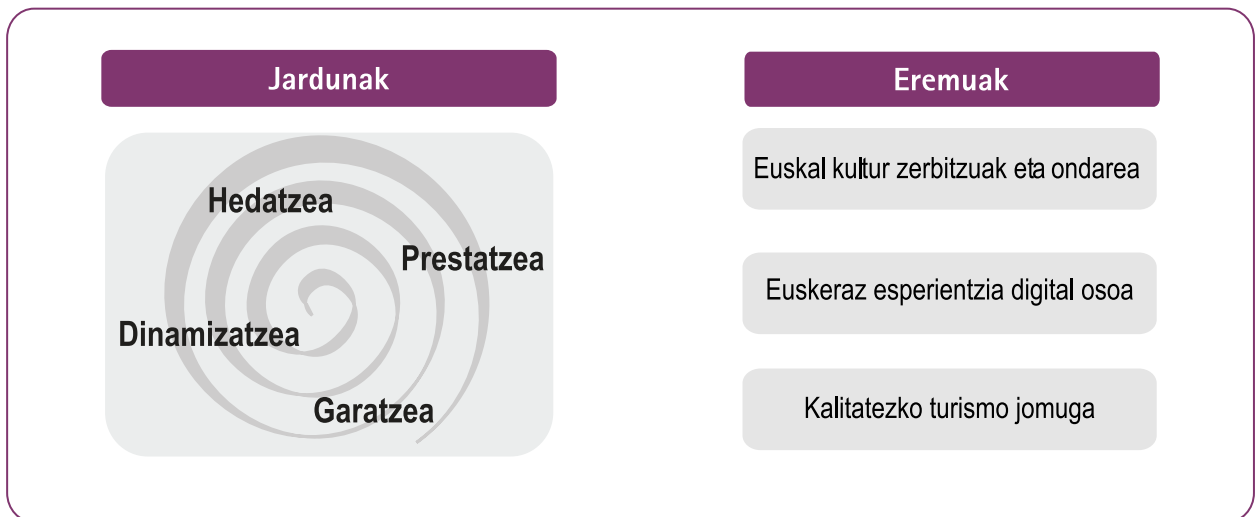 Jardunak
Hedatzea
Prestatzea
Dinamizatzea
Garatzea
Eremuak
Euskal kultur zerbitzuak eta ondarea
Euskeraz esperientzia digital osoa
Kalitatezko turismo jomuga